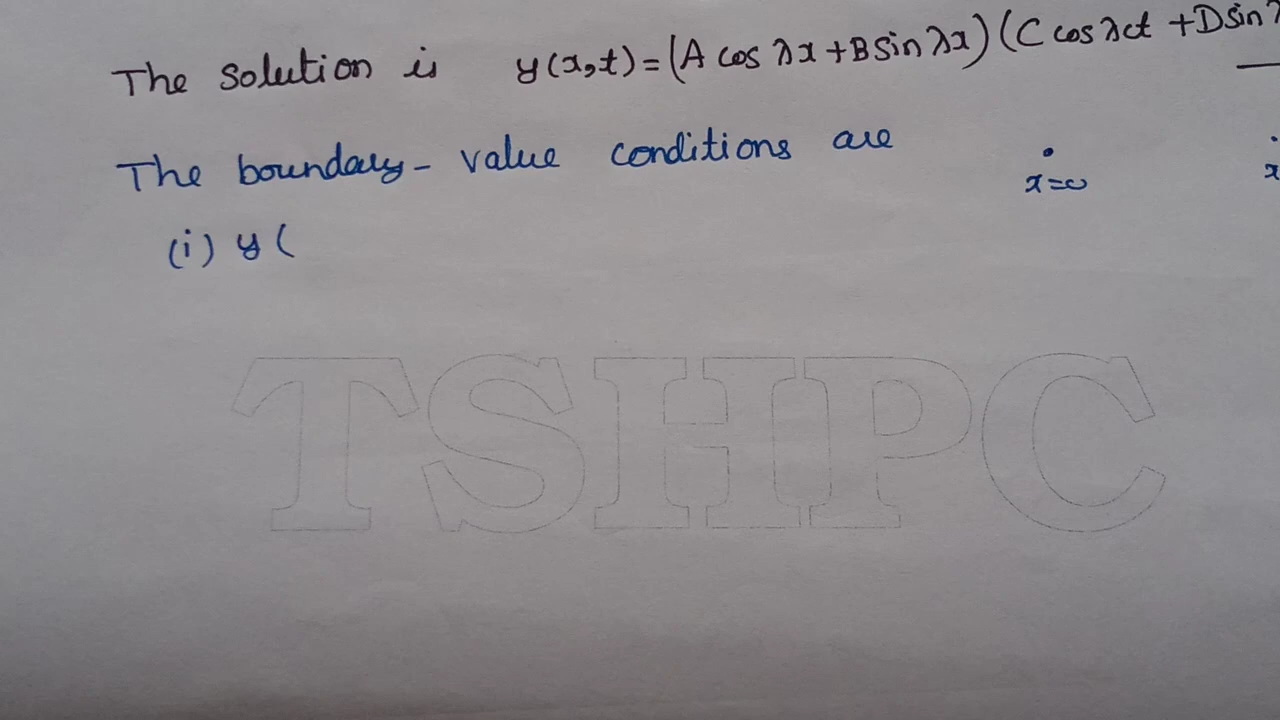 The solution is y(x,t)=(A cos λx +B sin λx)(C cos λct +D sin λ
The boundary- value conditions are
x=0
x
(i) y(
TSHPC